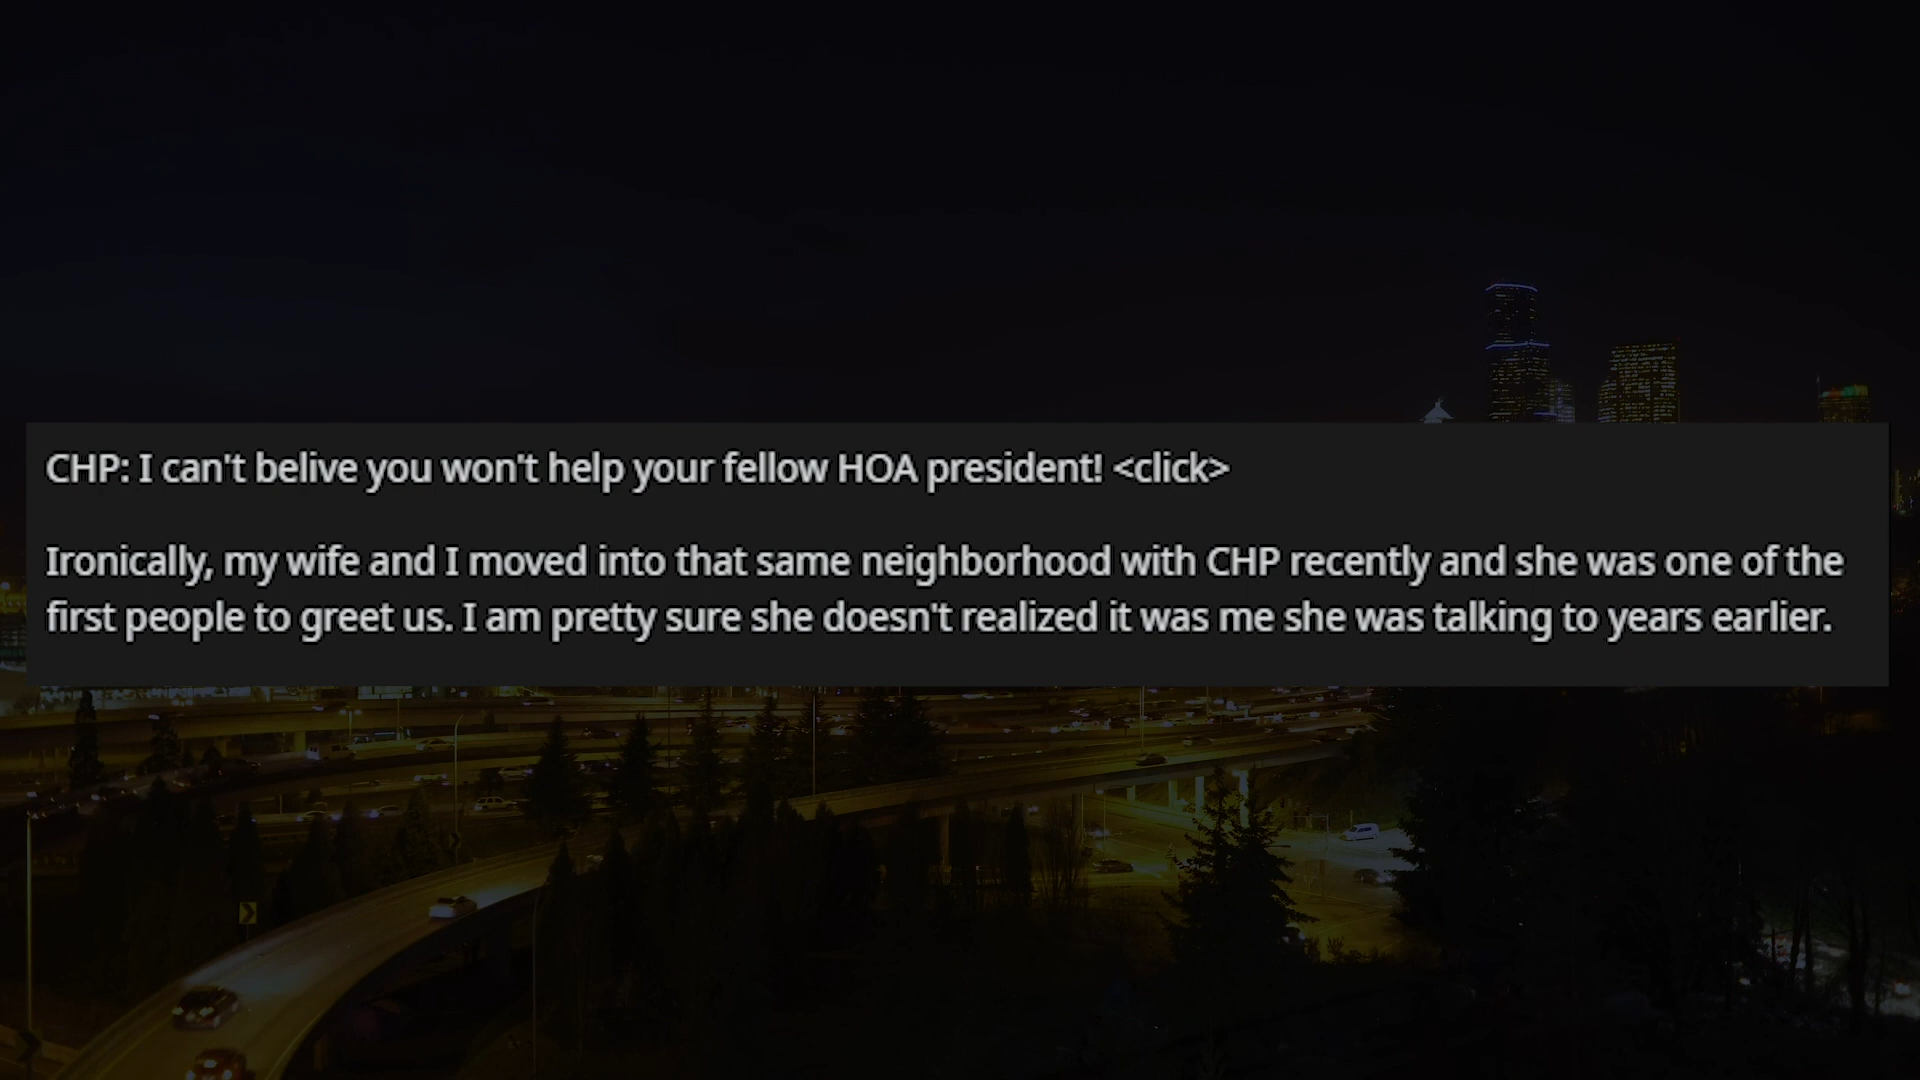 CHP: I can't belive you won't help your fellow HOA president! <click>
Ironically, my wife and I moved into that same neighborhood with CHP recently and she was one of the
first people to greet us. I am pretty sure she doesn't realized it was me she was talking to years earlier.